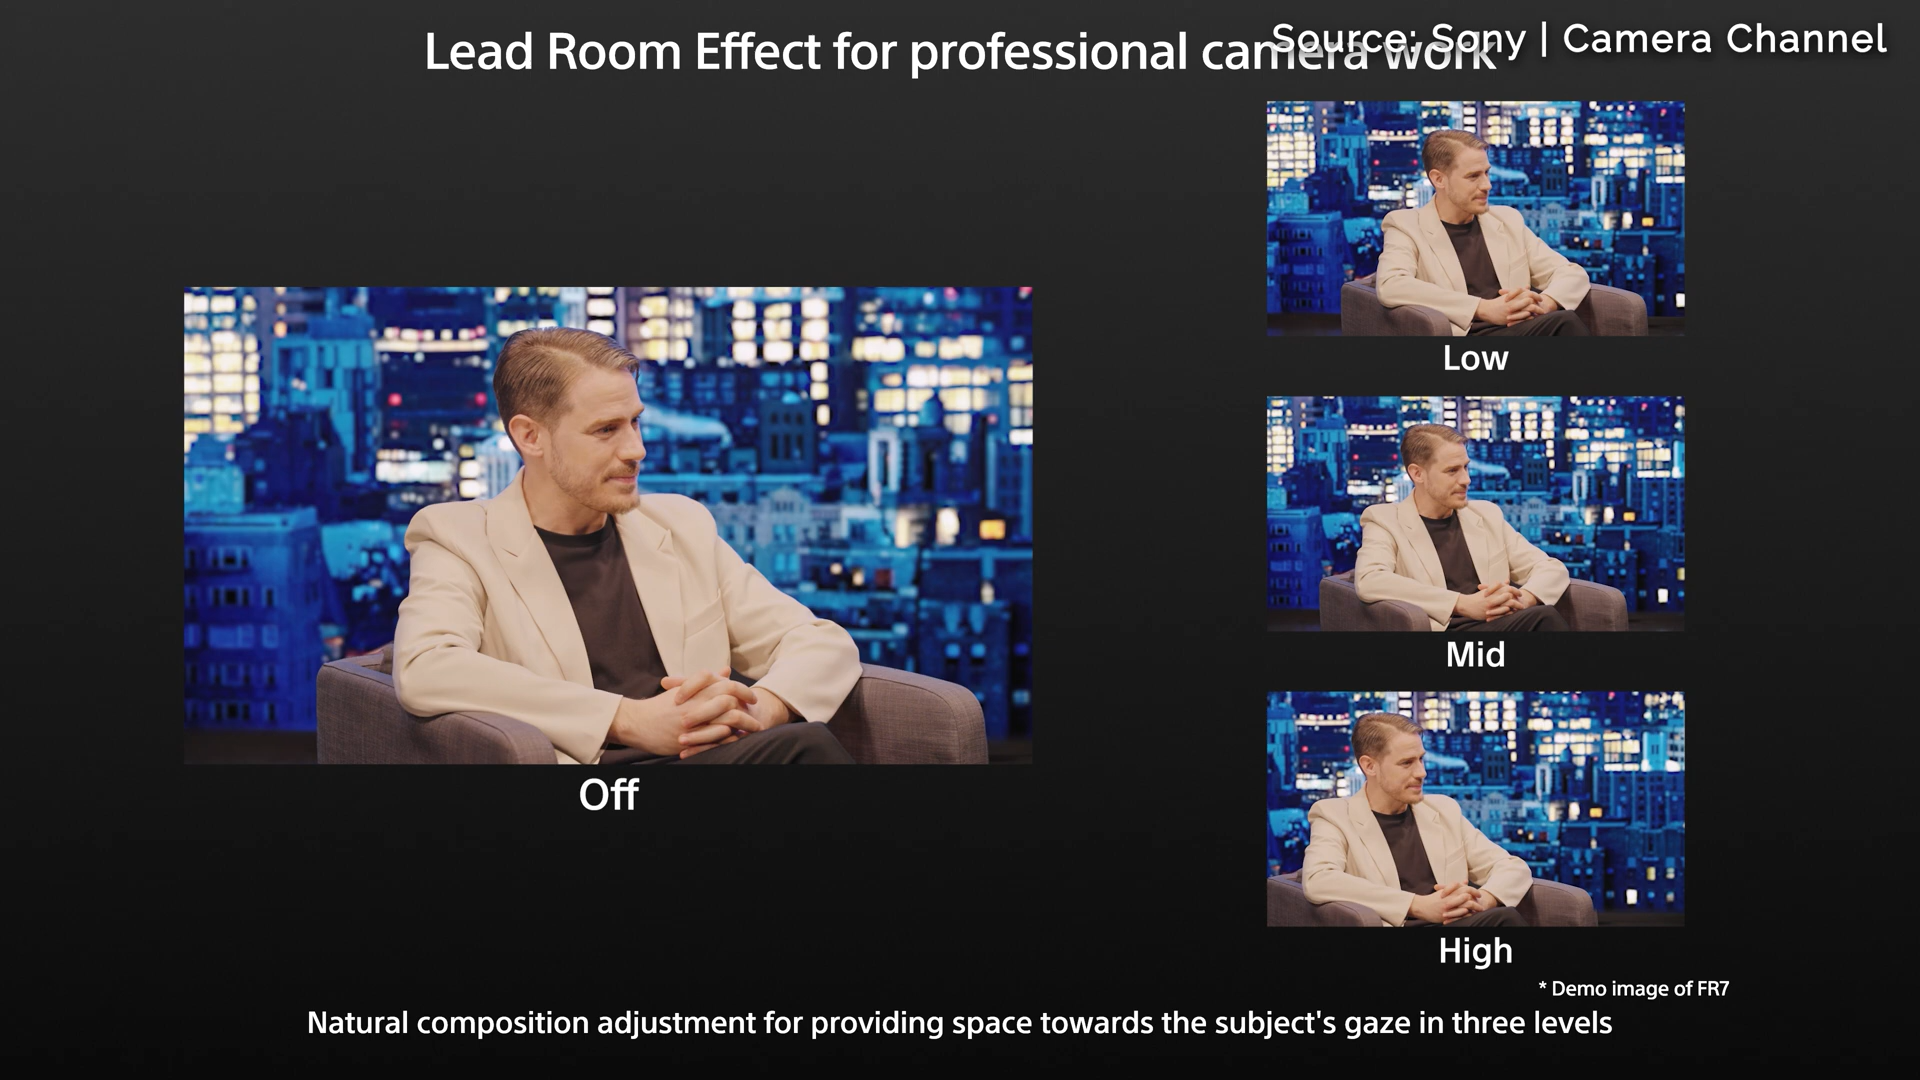 Lead Room Effect for professional camera work
Source: Sony | Camera Channel
Low
Mid
Off
High
* Demo image of FR7
Natural composition adjustment for providing space towards the subject's gaze in three levels